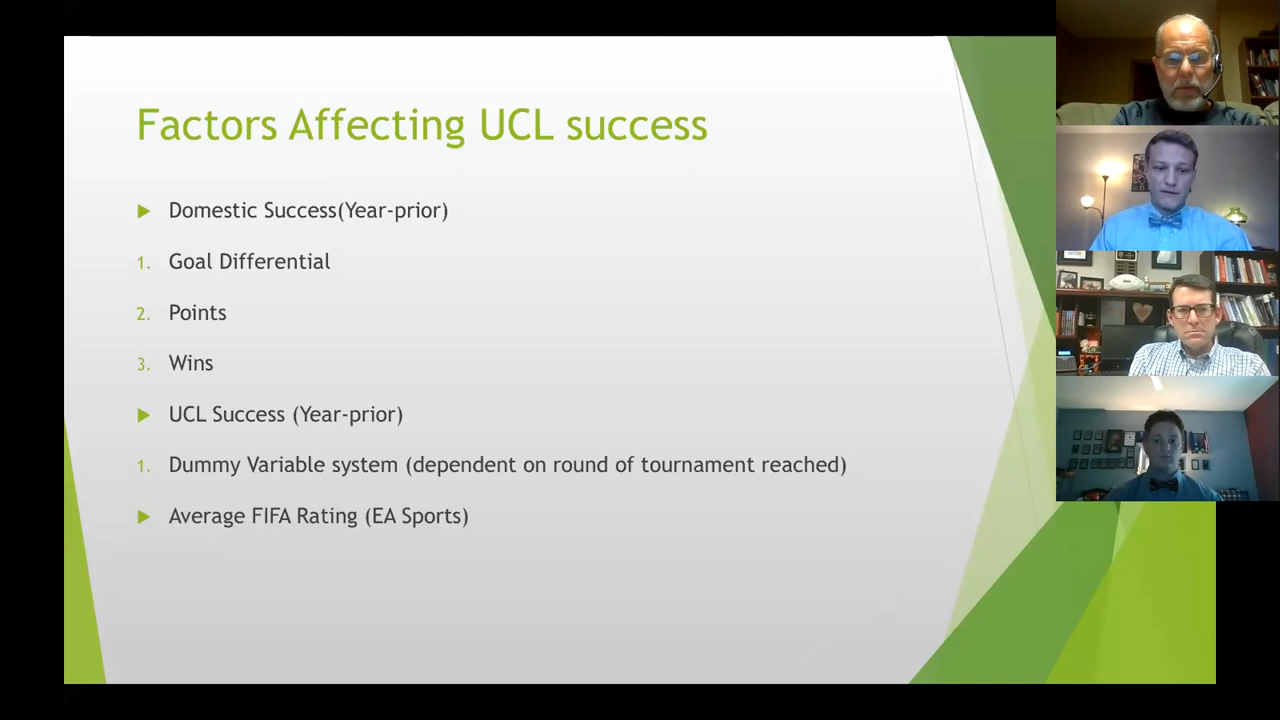 Factors Affecting UCL success
Domestic Success(Year-prior)
1. Goal Differential
2. Points
3. Wins
UCL Success (Year-prior)
1. Dummy Variable system (dependent on round of tournament reached)
Average FIFA Rating (EA Sports)